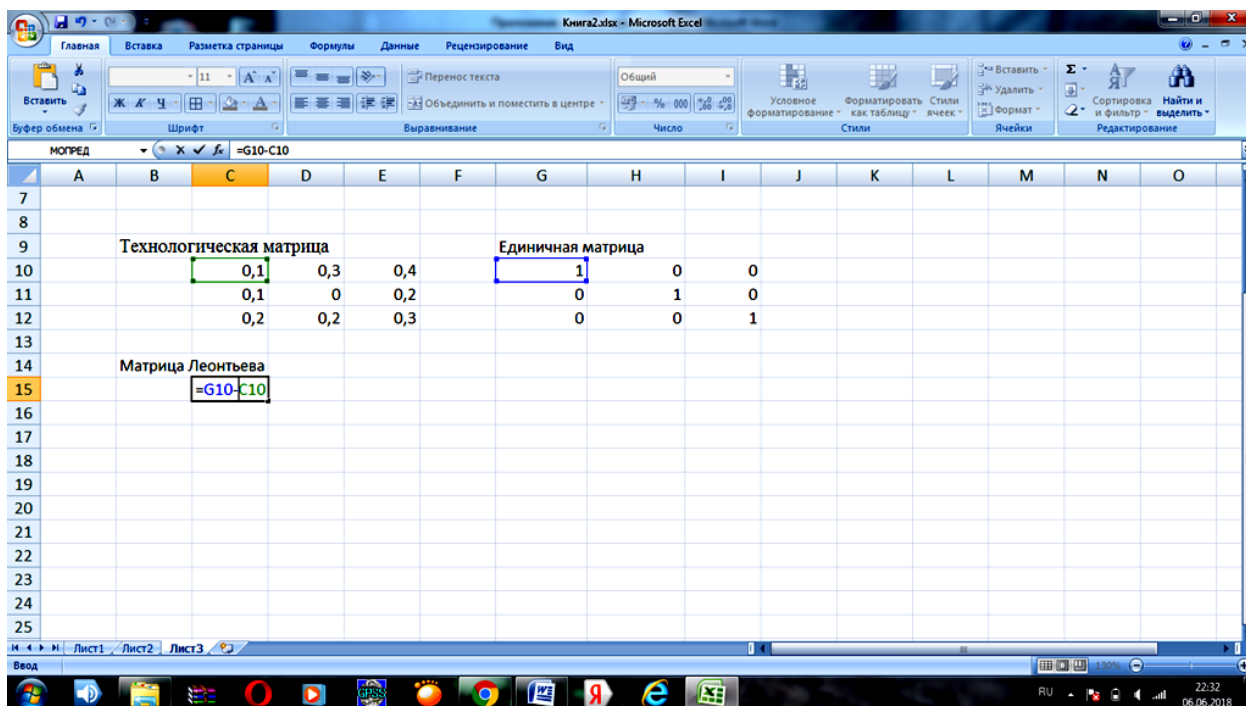 Книга2.xlsx - Microsoft Excel
Главная Вставка Разметка страницы Формулы Данные Рецензирование Вид
Вставить
Буфер обмена
11 A A
Ж К Ч A
Шрифт
Перенос текста
Объединить и поместить в центре
Выравнивание
Общий
% 000
Число
Условное форматирование
Форматировать как таблицу
Стили ячеек
Стили
Вставить
Удалить
Формат
Ячейки
Σ
Сортировка и фильтр
Найти и выделить
Редактирование
МОПРЕД fx =G10-C10
A B C D E F G H I J K L M N O
7
8
9 Технологическая матрица Единичная матрица
10 0,1 0,3 0,4 1 0 0
11 0,1 0 0,2 0 1 0
12 0,2 0,2 0,3 0 0 1
13
14 Матрица Леонтьева
15 =G10-C10
16
17
18
19
20
21
22
23
24
25
Лист1 Лист2 Лист3
Ввод 130%
GPSS
RU 22:32
06.06.2018